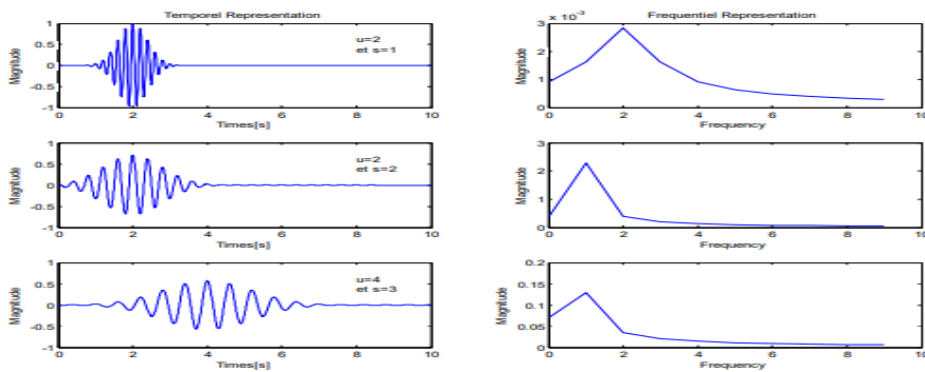 Temporel Representation
1
0.5
0
-0.5
-1
Magnitude
u=2
et s=1
0 2 4 6 8 10
Times[s]
Frequentiel Representation
x 10⁻³
3
2
1
0
Magnitude
0 2 4 6 8 10
Frequency
1
0.5
0
-0.5
-1
Magnitude
u=2
et s=2
0 2 4 6 8 10
Times[s]
3
2
1
0
Magnitude
0 2 4 6 8 10
Frequency
1
0.5
0
-0.5
-1
Magnitude
u=4
et s=3
0 2 4 6 8 10
Times[s]
0.2
0.15
0.1
0.05
0
Magnitude
0 2 4 6 8 10
Frequency